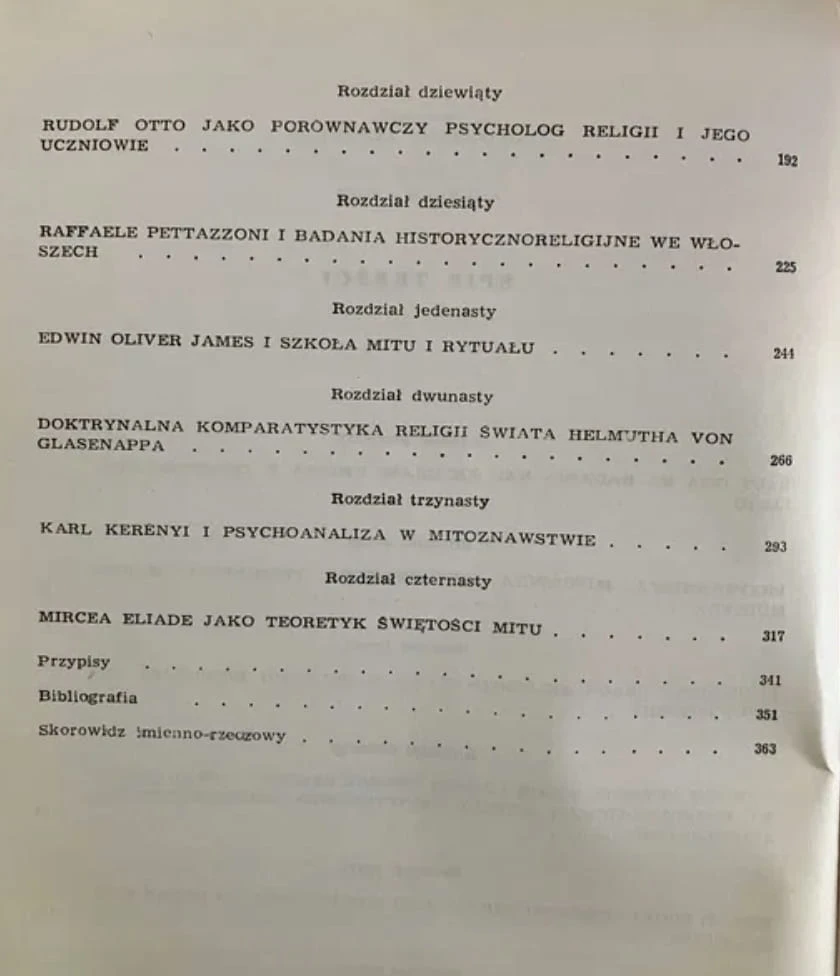 Rozdział dziewiąty
RUDOLF OTTO JAKO PORÓWNAWCZY PSYCHOLOG RELIGII I JEGO
UCZNIOWIE . . . . . . . . . . . . . . . . . . . . . 192
Rozdział dziesiąty
RAFFAELE PETTAZZONI I BADANIA HISTORYCZNORELIGIJNE WE WŁO-
SZECH . . . . . . . . . . . . . . . . . . . . . . 225
Rozdział jedenasty
EDWIN OLIVER JAMES I SZKOŁA MITU I RYTUAŁU . . . . . . 244
Rozdział dwunasty
DOKTRYNALNA KOMPARATYSTYKA RELIGII ŚWIATA HELMUTHA VON
GLASENAPPA . . . . . . . . . . . . . . . . . . . . 266
Rozdział trzynasty
KARL KERENYI I PSYCHOANALIZA W MITOZNAWSTWIE . . . . . 293
Rozdział czternasty
MIRCEA ELIADE JAKO TEORETYK ŚWIĘTOŚCI MITU . . . . . . 317
Przypisy . . . . . . . . . . . . . . . . . . . . . . 341
Bibliografia . . . . . . . . . . . . . . . . . . . . 351
Skorowidz imienno-rzeczowy . . . . . . . . . . . . . . 363